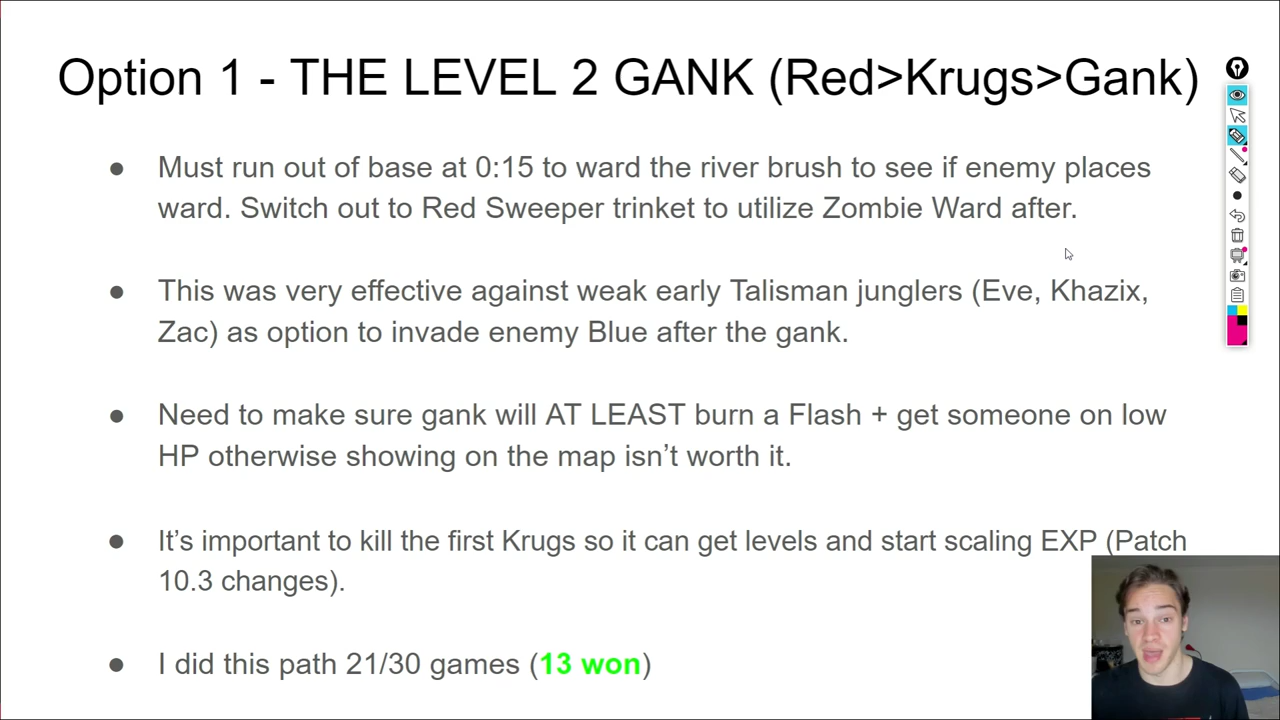 Option 1 - THE LEVEL 2 GANK (Red>Krugs>Gank)
● Must run out of base at 0:15 to ward the river brush to see if enemy places
ward. Switch out to Red Sweeper trinket to utilize Zombie Ward after.
● This was very effective against weak early Talisman junglers (Eve, Khazix,
Zac) as option to invade enemy Blue after the gank.
● Need to make sure gank will AT LEAST burn a Flash + get someone on low
HP otherwise showing on the map isn’t worth it.
● It’s important to kill the first Krugs so it can get levels and start scaling EXP (Patch
10.3 changes).
● I did this path 21/30 games (13 won)